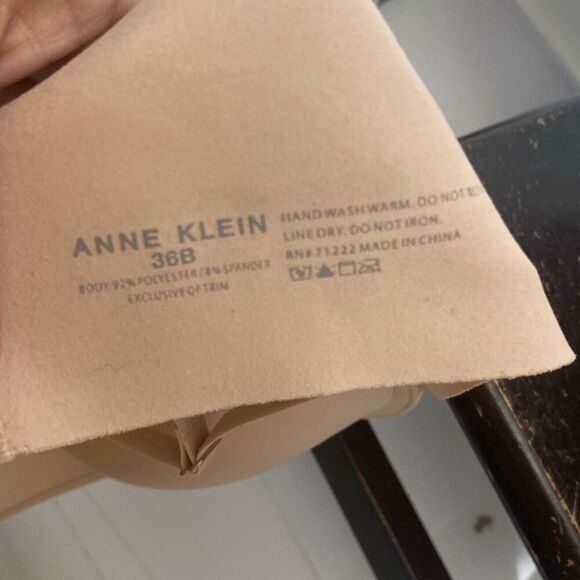 ANNE KLEIN
36B
BODY: 92% POLYESTER / 8% SPANDEX
EXCLUSIVE OF TRIM
HAND WASH WARM. DO NOT
LINE DRY. DO NOT IRON.
RN# 71222 MADE IN CHINA